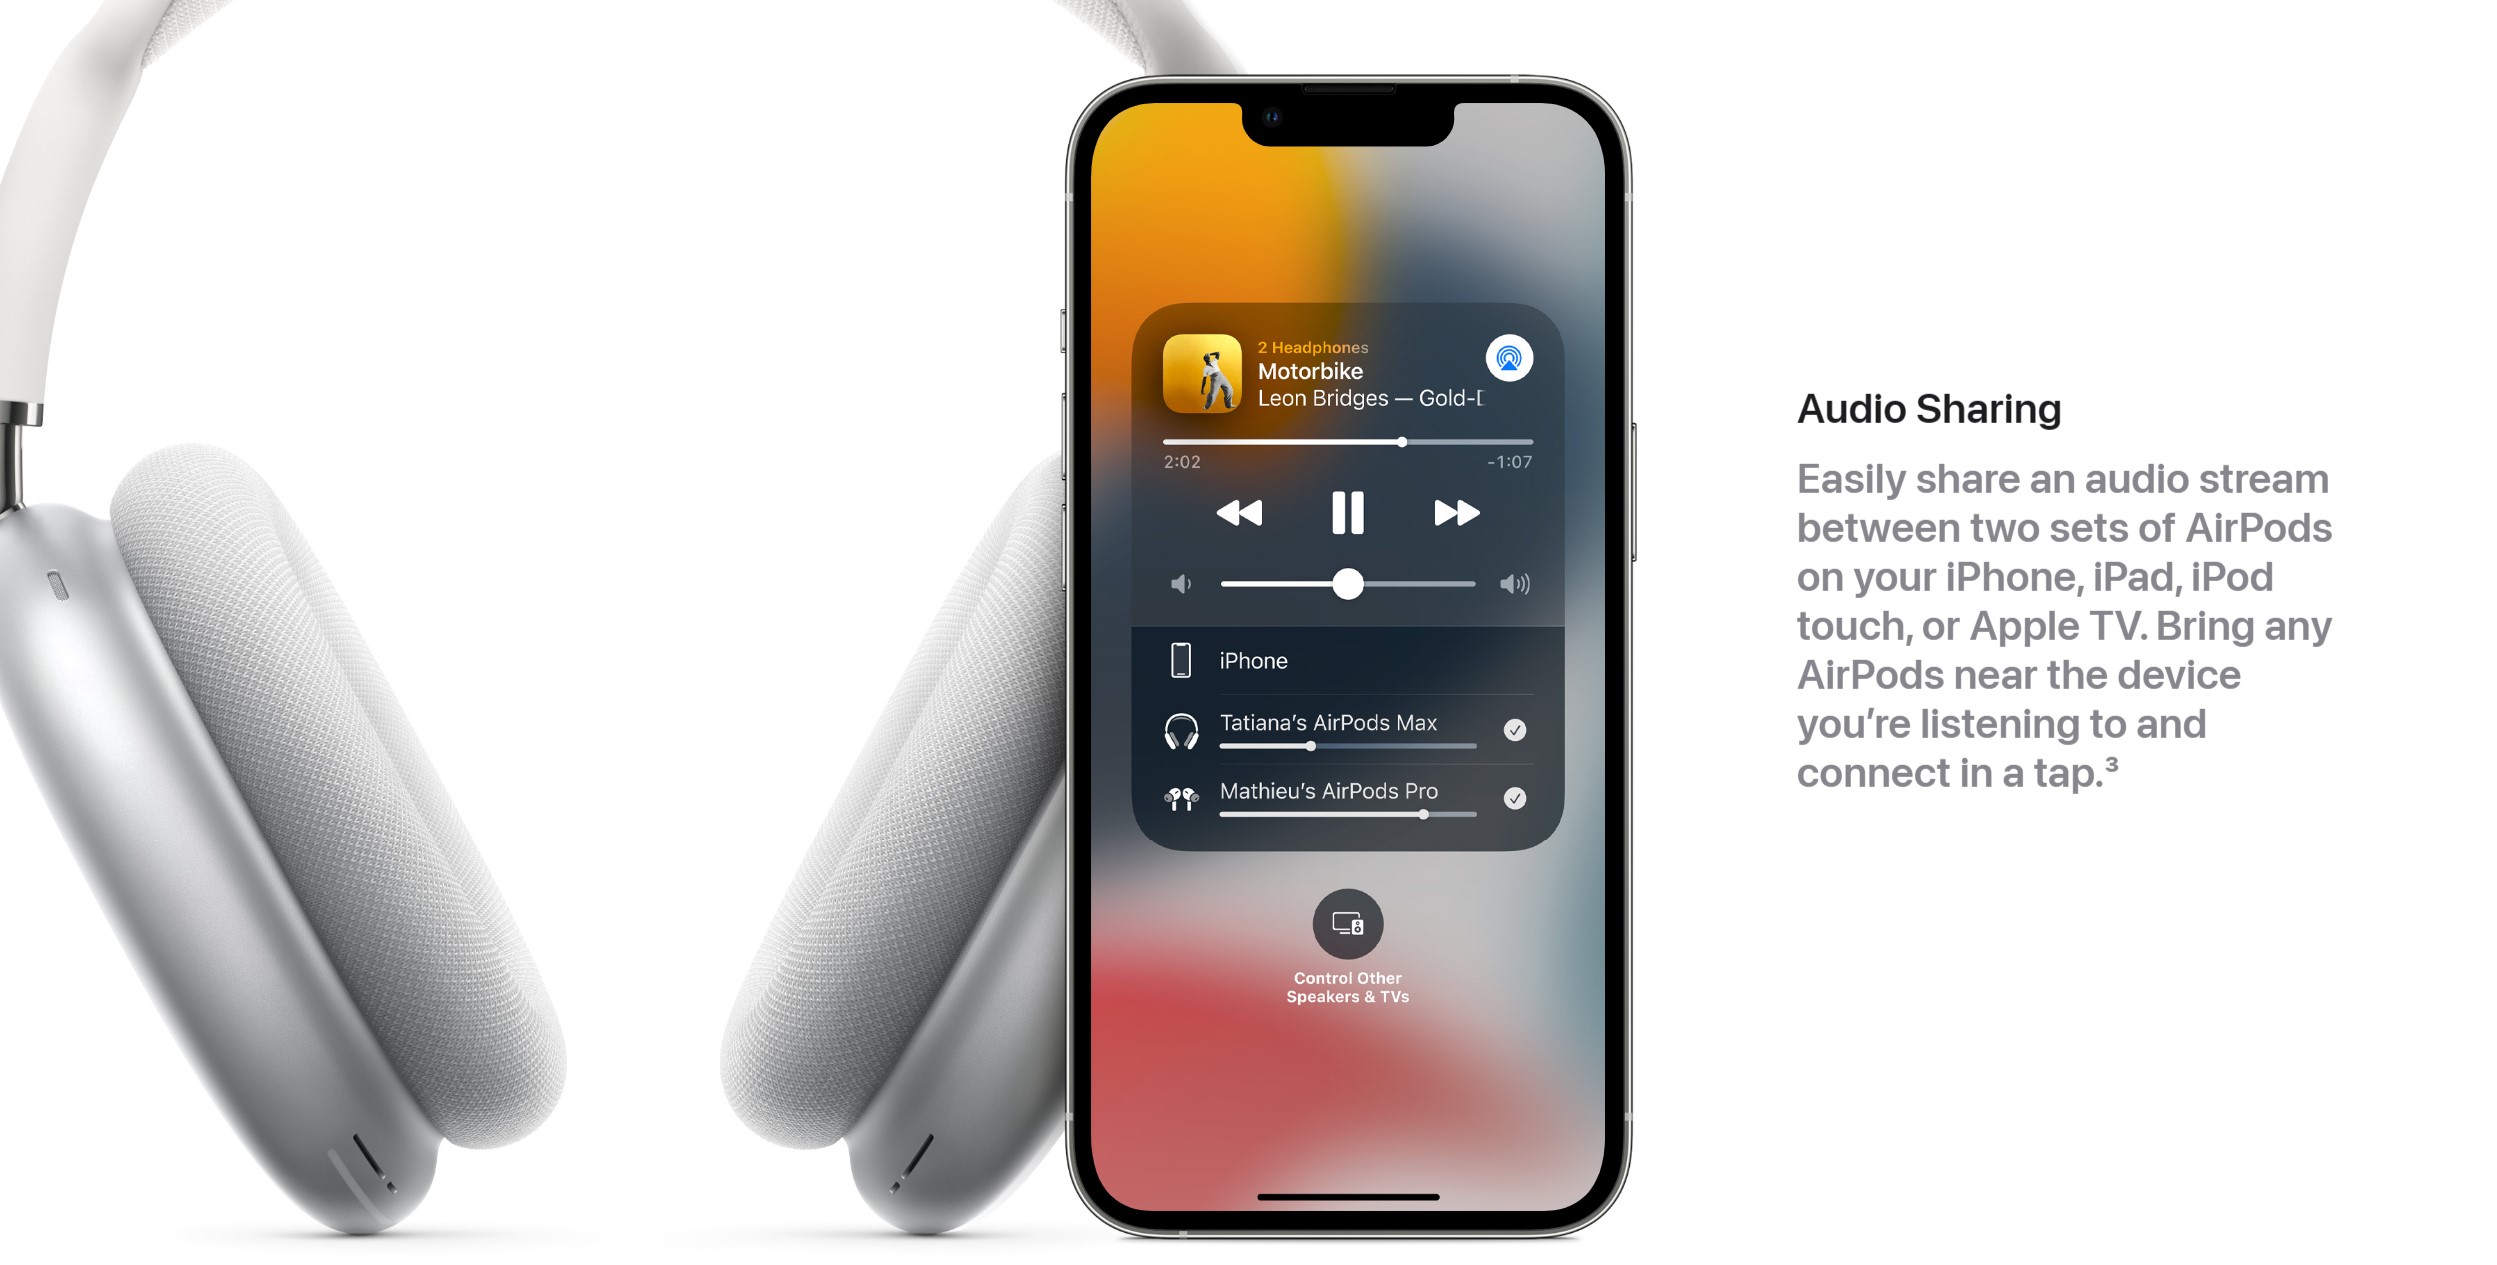 2 Headphones
Motorbike
Leon Bridges — Gold-
2:02
-1:07
iPhone
Tatiana’s AirPods Max
Mathieu’s AirPods Pro
Control Other
Speakers & TVs
Audio Sharing
Easily share an audio stream
between two sets of AirPods
on your iPhone, iPad, iPod
touch, or Apple TV. Bring any
AirPods near the device
you’re listening to and
connect in a tap.³